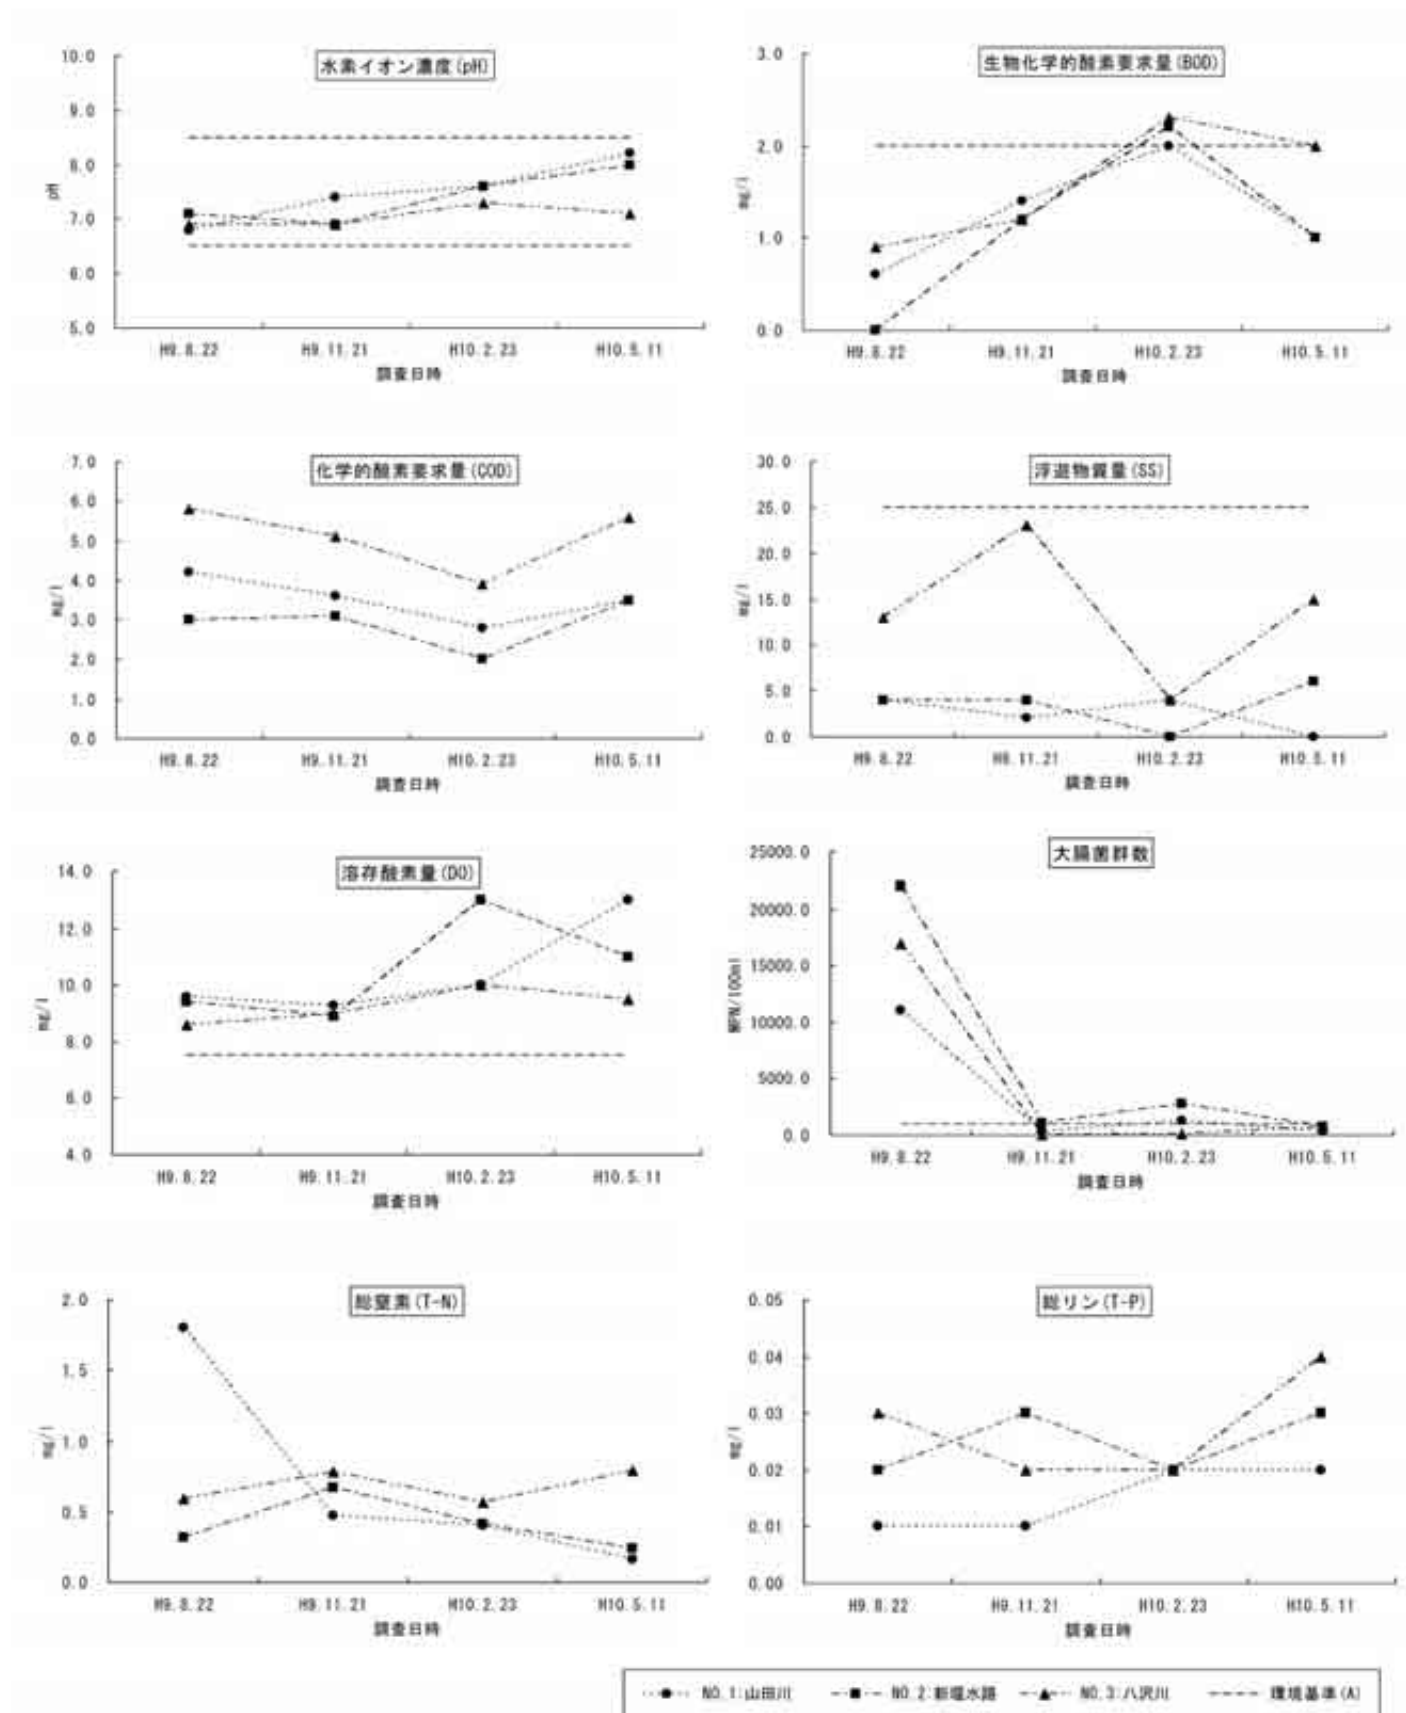 水素イオン濃度(pH)
10.0
9.0
8.0
7.0
6.0
5.0
pH
H9.8.22 H9.11.21 H10.2.23 H10.5.11
調査日時
生物化学的酸素要求量(BOD)
3.0
2.0
1.0
0.0
mg/l
H9.8.22 H9.11.21 H10.2.23 H10.5.11
調査日時
化学的酸素要求量(COD)
7.0
6.0
5.0
4.0
3.0
2.0
1.0
0.0
mg/l
H9.8.22 H9.11.21 H10.2.23 H10.5.11
調査日時
浮遊物質量(SS)
30.0
25.0
20.0
15.0
10.0
5.0
0.0
mg/l
H9.8.22 H10.2.23 H10.5.11
調査日時
溶存酸素量(DO)
14.0
12.0
10.0
8.0
6.0
4.0
mg/l
H9.8.22 H9.11.21 H10.2.23 H10.5.11
調査日時
大腸菌群数
25000.0
20000.0
15000.0
10000.0
5000.0
0.0
MPN/100ml
H9.8.22 H9.11.21 H10.2.23 H10.5.11
調査日時
総窒素(T-N)
2.0
1.5
1.0
0.5
0.0
mg/l
H9.8.22 H9.11.21 H10.2.23 H10.5.11
調査日時
総リン(T-P)
0.05
0.04
0.03
0.02
0.01
0.00
mg/l
H9.8.22 H9.11.21 H10.2.23 H10.5.11
調査日時
NO.1:山田川 NO.2:新堀水路 NO.3:八沢川 環境基準(A)